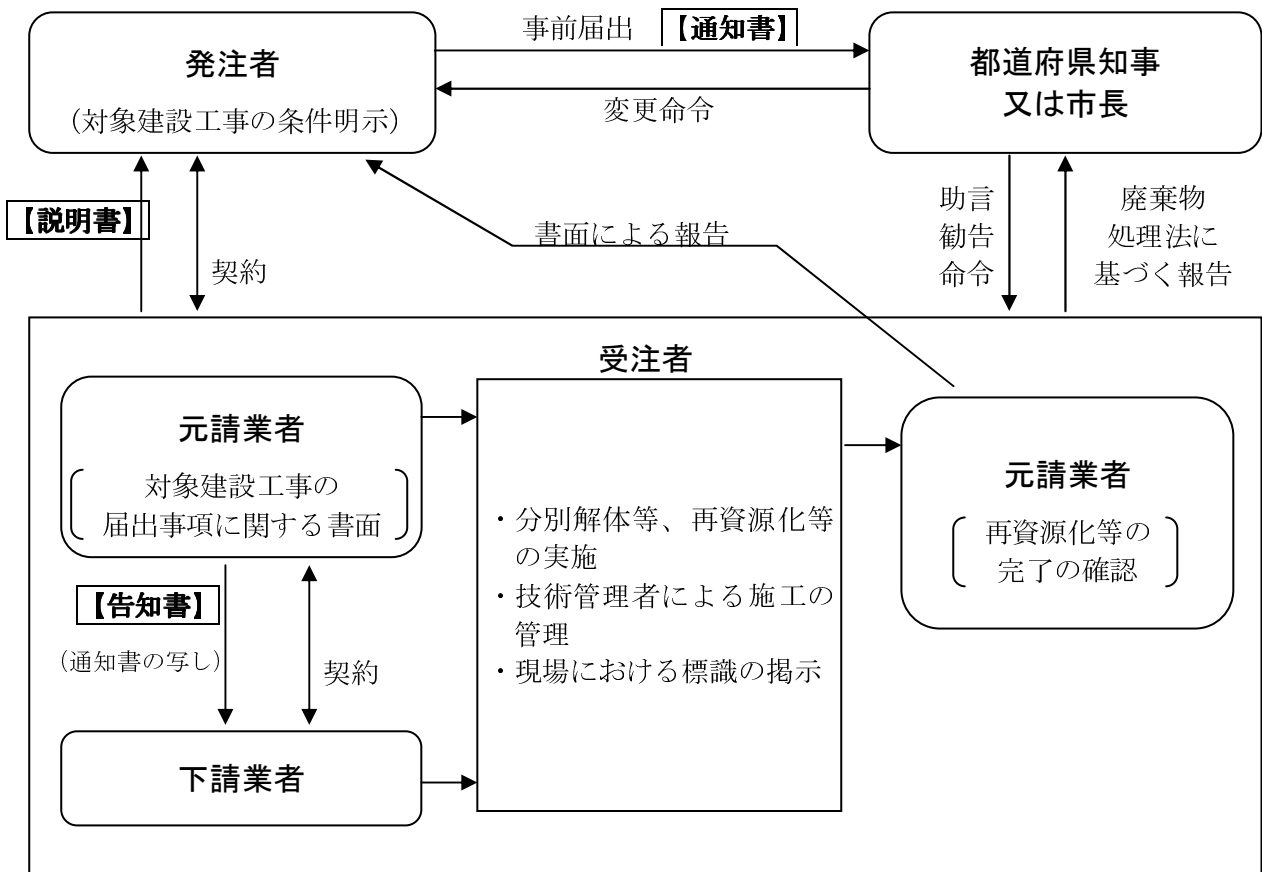 事前届出 【通知書】
発注者
(対象建設工事の条件明示)
都道府県知事
又は市長
変更命令
【説明書】
契約
書面による報告
助言
勧告
命令
廃棄物
処理法に
基づく報告
受注者
元請業者
対象建設工事の
届出事項に関する書面
【告知書】
(通知書の写し)
契約
下請業者
・分別解体等、再資源化等
の実施
・技術管理者による施工の
管理
・現場における標識の掲示
元請業者
再資源化等の
完了の確認